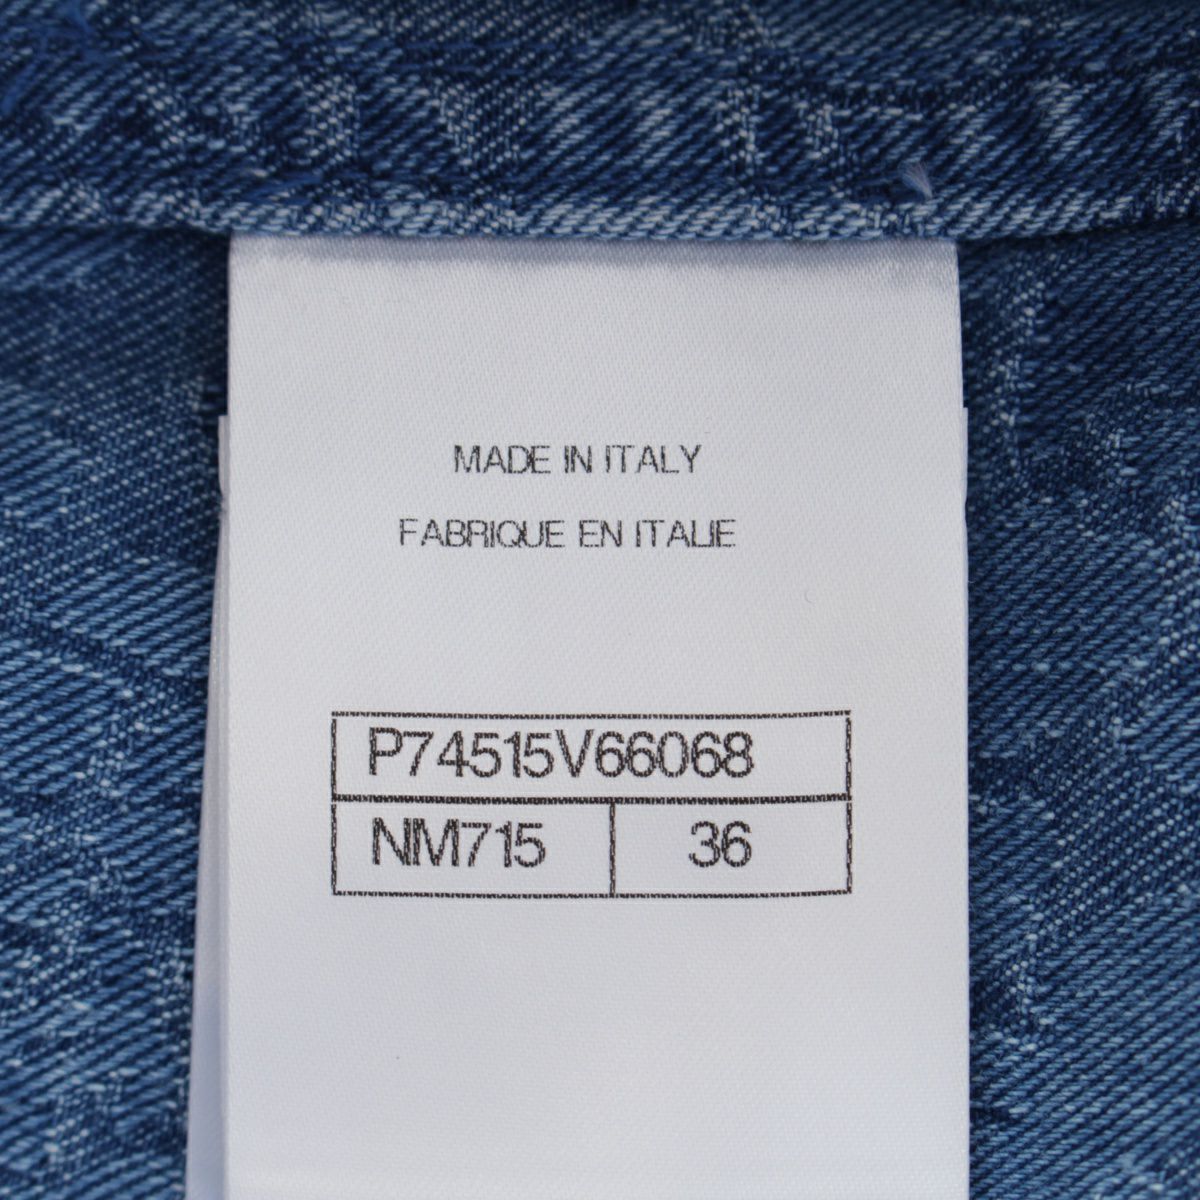 MADE IN ITALY
FABRIQUE EN ITALIE
P74515V66068
NM715 36